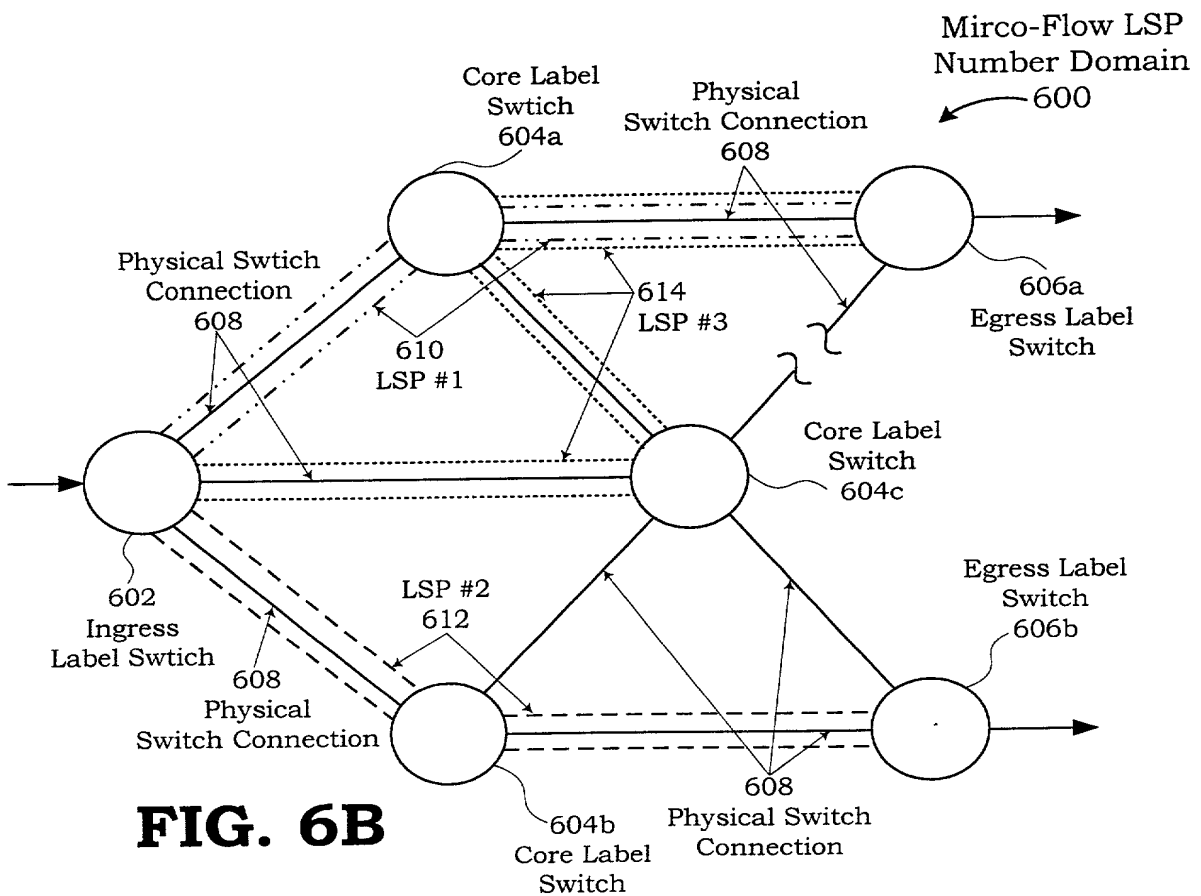 Mirco-Flow LSP
Number Domain
600
Core Label
Swtich
604a
Physical
Switch Connection
608
Physical Swtich
Connection
608
606a
Egress Label
Switch
614
LSP #3
610
LSP #1
Core Label
Switch
604c
602
Ingress
Label Swtich
LSP #2
612
Egress Label
Switch
606b
608
Physical
Switch Connection
608
Physical Switch
Connection
604b
Core Label
Switch
FIG. 6B